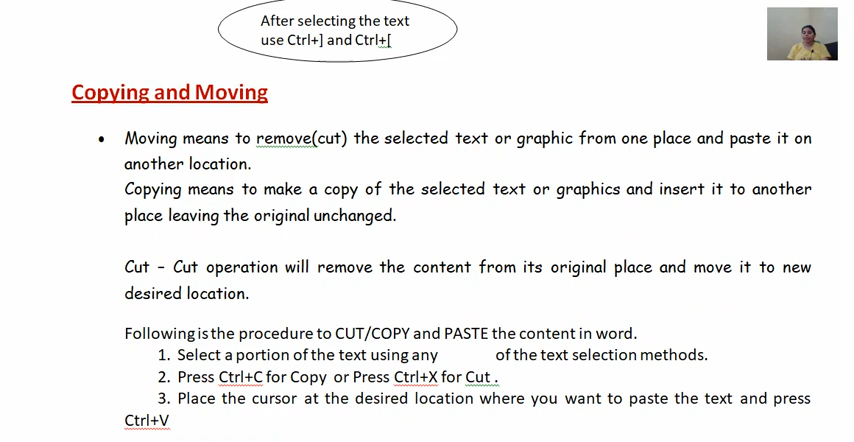 After selecting the text
use Ctrl+] and Ctrl+[
Copying and Moving
• Moving means to remove(cut) the selected text or graphic from one place and paste it on
another location.
Copying means to make a copy of the selected text or graphics and insert it to another
place leaving the original unchanged.
Cut – Cut operation will remove the content from its original place and move it to new
desired location.
Following is the procedure to CUT/COPY and PASTE the content in word.
1. Select a portion of the text using any of the text selection methods.
2. Press Ctrl+C for Copy or Press Ctrl+X for Cut .
3. Place the cursor at the desired location where you want to paste the text and press
Ctrl+V